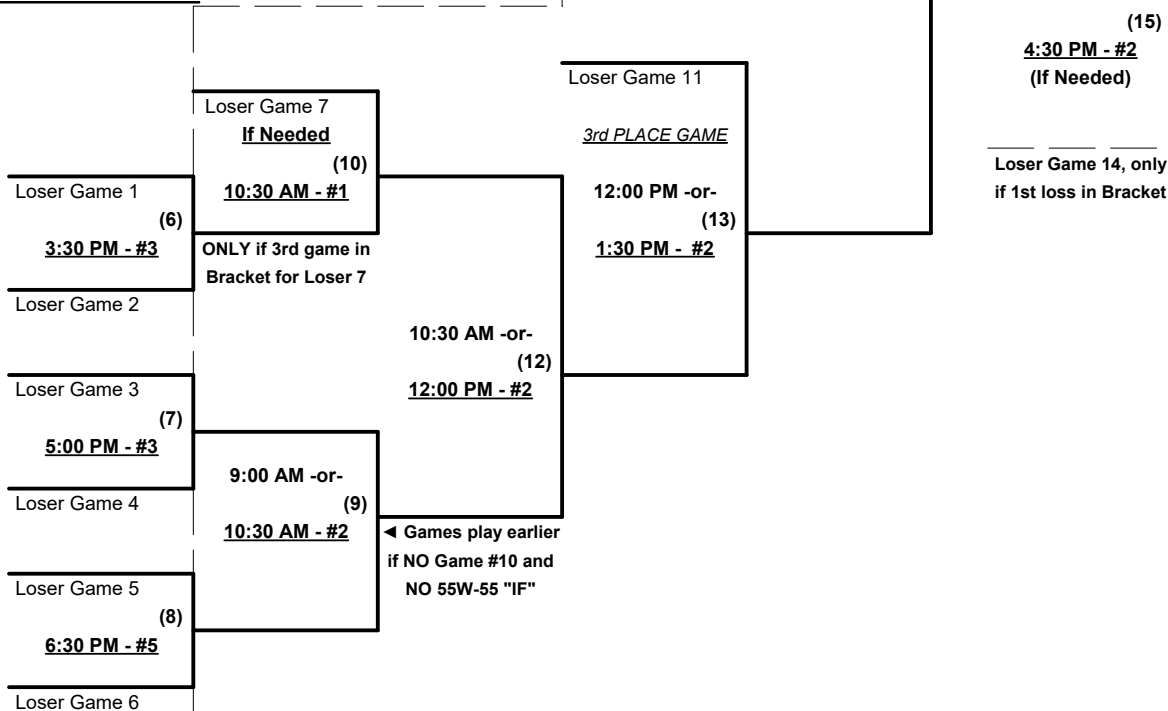 (15)
4:30 PM - #2
(If Needed)
Loser Game 11
Loser Game 7
If Needed
3rd PLACE GAME
(10)
Loser Game 14, only
if 1st loss in Bracket
Loser Game 1
10:30 AM - #1
12:00 PM -or-
(6)
(13)
3:30 PM - #3
ONLY if 3rd game in
Bracket for Loser 7
1:30 PM - #2
Loser Game 2
10:30 AM -or-
(12)
12:00 PM - #2
Loser Game 3
(7)
5:00 PM - #3
9:00 AM -or-
(9)
10:30 AM - #2
Loser Game 4
◄ Games play earlier
if NO Game #10 and
NO 55W-55 "IF"
Loser Game 5
(8)
6:30 PM - #5
Loser Game 6